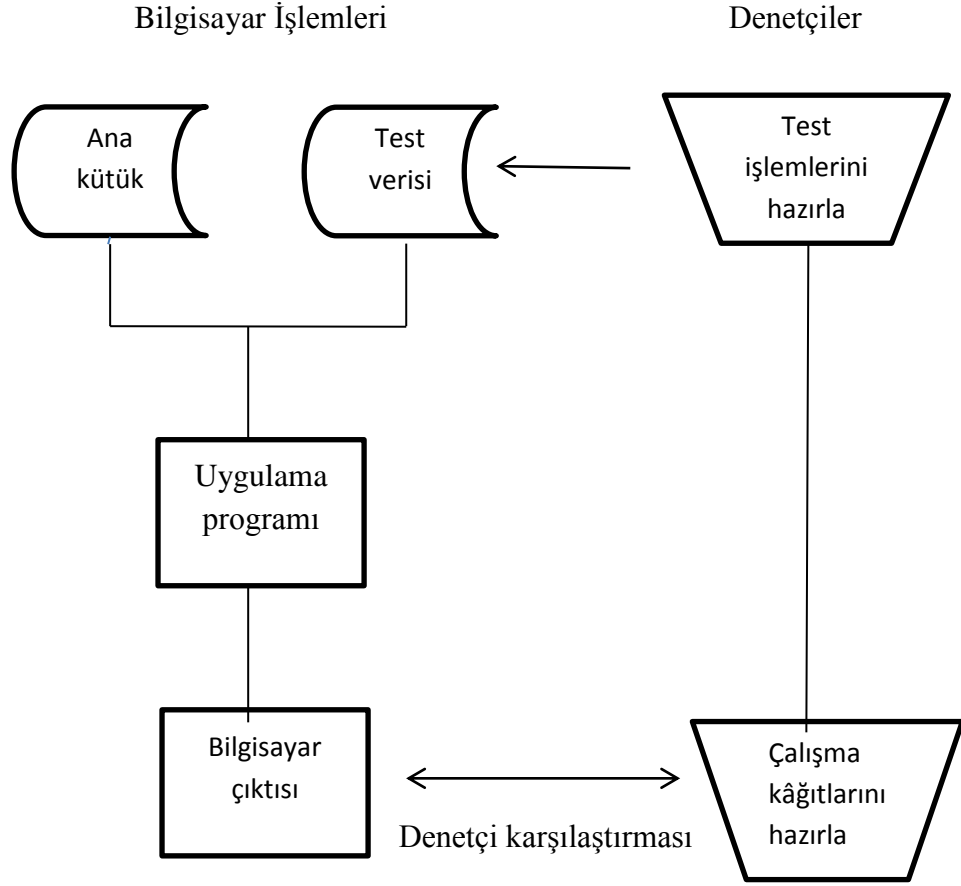 Bilgisayar İşlemleri
Denetçiler
Ana
kütük
Test
verisi
Test
işlemlerini
hazırla
Uygulama
programı
Bilgisayar
çıktısı
Denetçi karşılaştırması
Çalışma
kâğıtlarını
hazırla